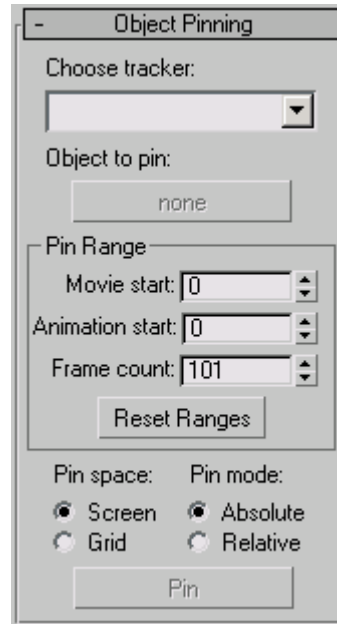 - Object Pinning
Choose tracker:
Object to pin:
none
Pin Range
Movie start: 0
Animation start: 0
Frame count: 101
Reset Ranges
Pin space: Pin mode:
Screen Absolute
Grid Relative
Pin